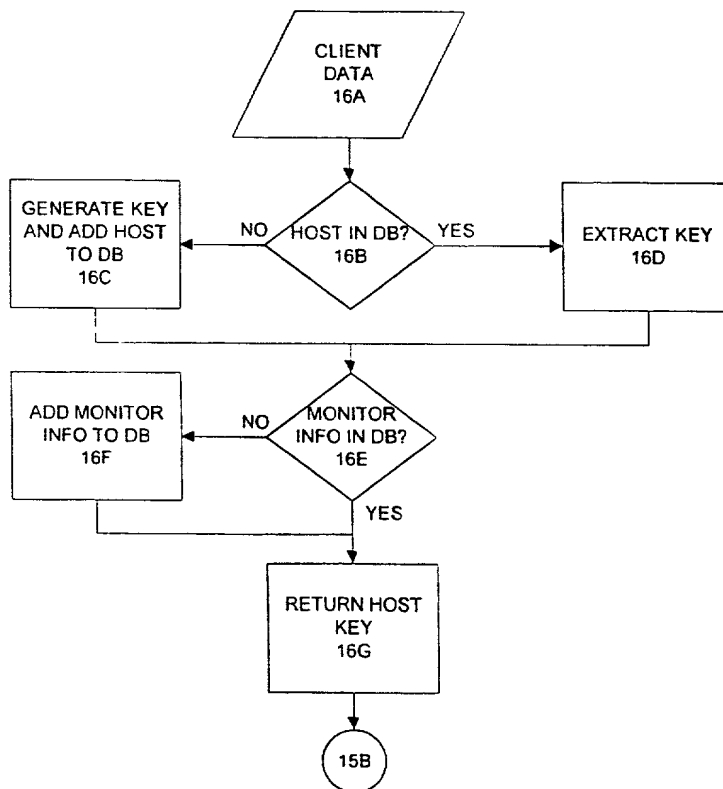 CLIENT
DATA
16A
GENERATE KEY
AND ADD HOST
TO DB
16C
NO
HOST IN DB?
16B
YES
EXTRACT KEY
16D
ADD MONITOR
INFO TO DB
16F
NO
MONITOR
INFO IN DB?
16E
YES
RETURN HOST
KEY
16G
15B